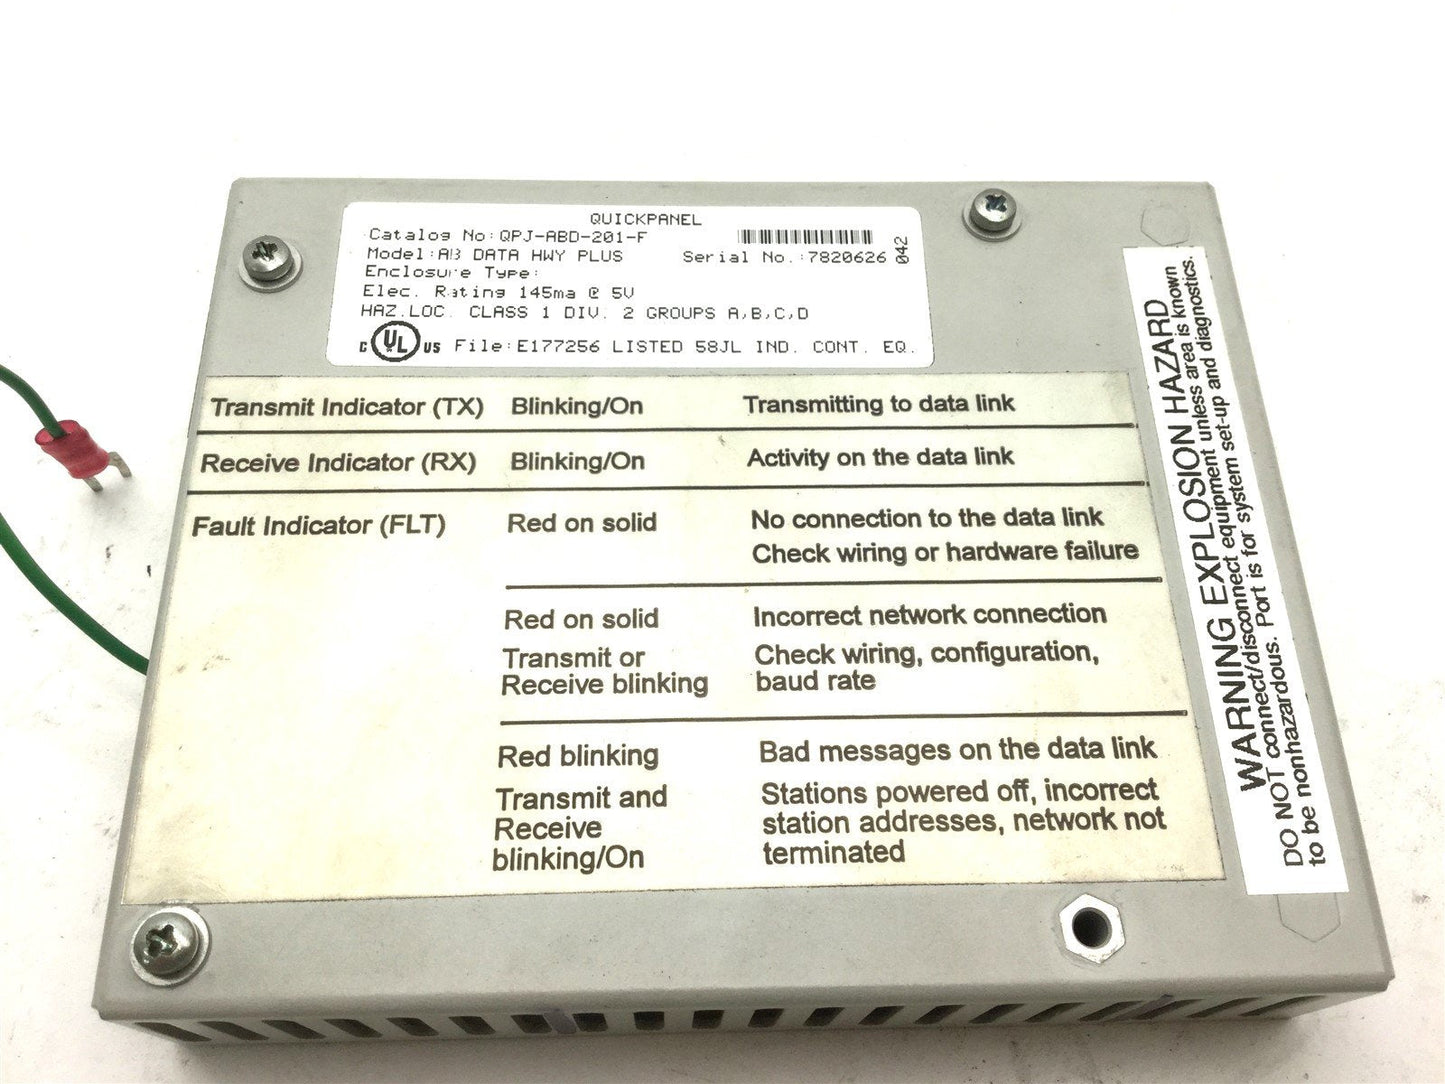 QUICKPANEL
Catalog No:QPJ-ABD-201-F
Model:AB DATA HWY PLUS
Serial No.:7820626 042
Enclosure Type:
Elec. Rating 145ma @ 5V
HAZ.LOC. CLASS 1 DIV. 2 GROUPS A,B,C,D
C UL US File:E177256 LISTED 58JL IND. CONT. EQ.
Transmit Indicator (TX) Blinking/On Transmitting to data link
Receive Indicator (RX) Blinking/On Activity on the data link
Fault Indicator (FLT) Red on solid No connection to the data link
Check wiring or hardware failure
Red on solid Incorrect network connection
Transmit or
Receive blinking
Check wiring, configuration,
baud rate
Red blinking Bad messages on the data link
Transmit and
Receive
blinking/On
Stations powered off, incorrect
station addresses, network not
terminated
WARNING EXPLOSION HAZARD
DO NOT connect/disconnect equipment unless area is known
to be nonhazardous. Port is for system set-up and diagnostics.